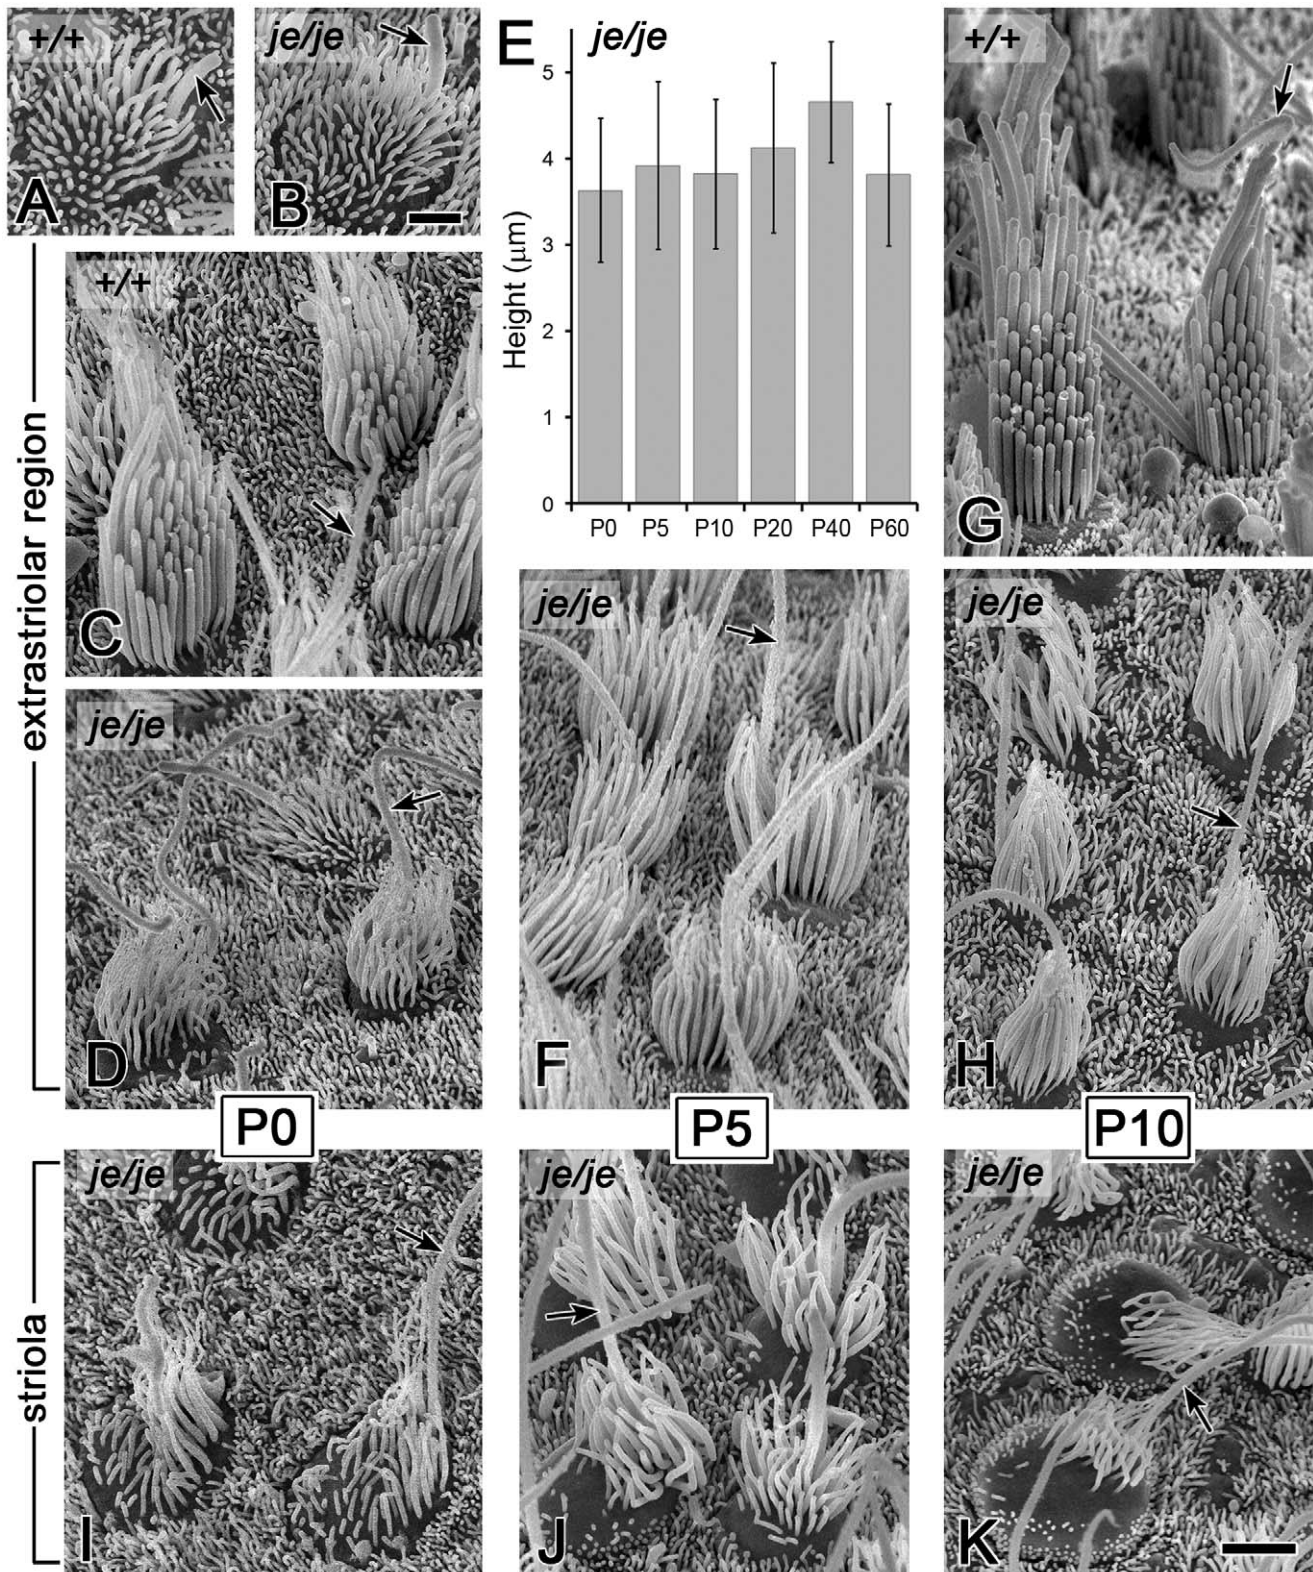 +/+
A
je/je
B
E
je/je
Height (µm)
5
4
3
2
1
0
P0 P5 P10 P20 P40 P60
+/+
G
extrastriolar region
+/+
C
je/je
D
je/je
F
je/je
H
P0
P5
P10
striola
je/je
I
je/je
J
je/je
K